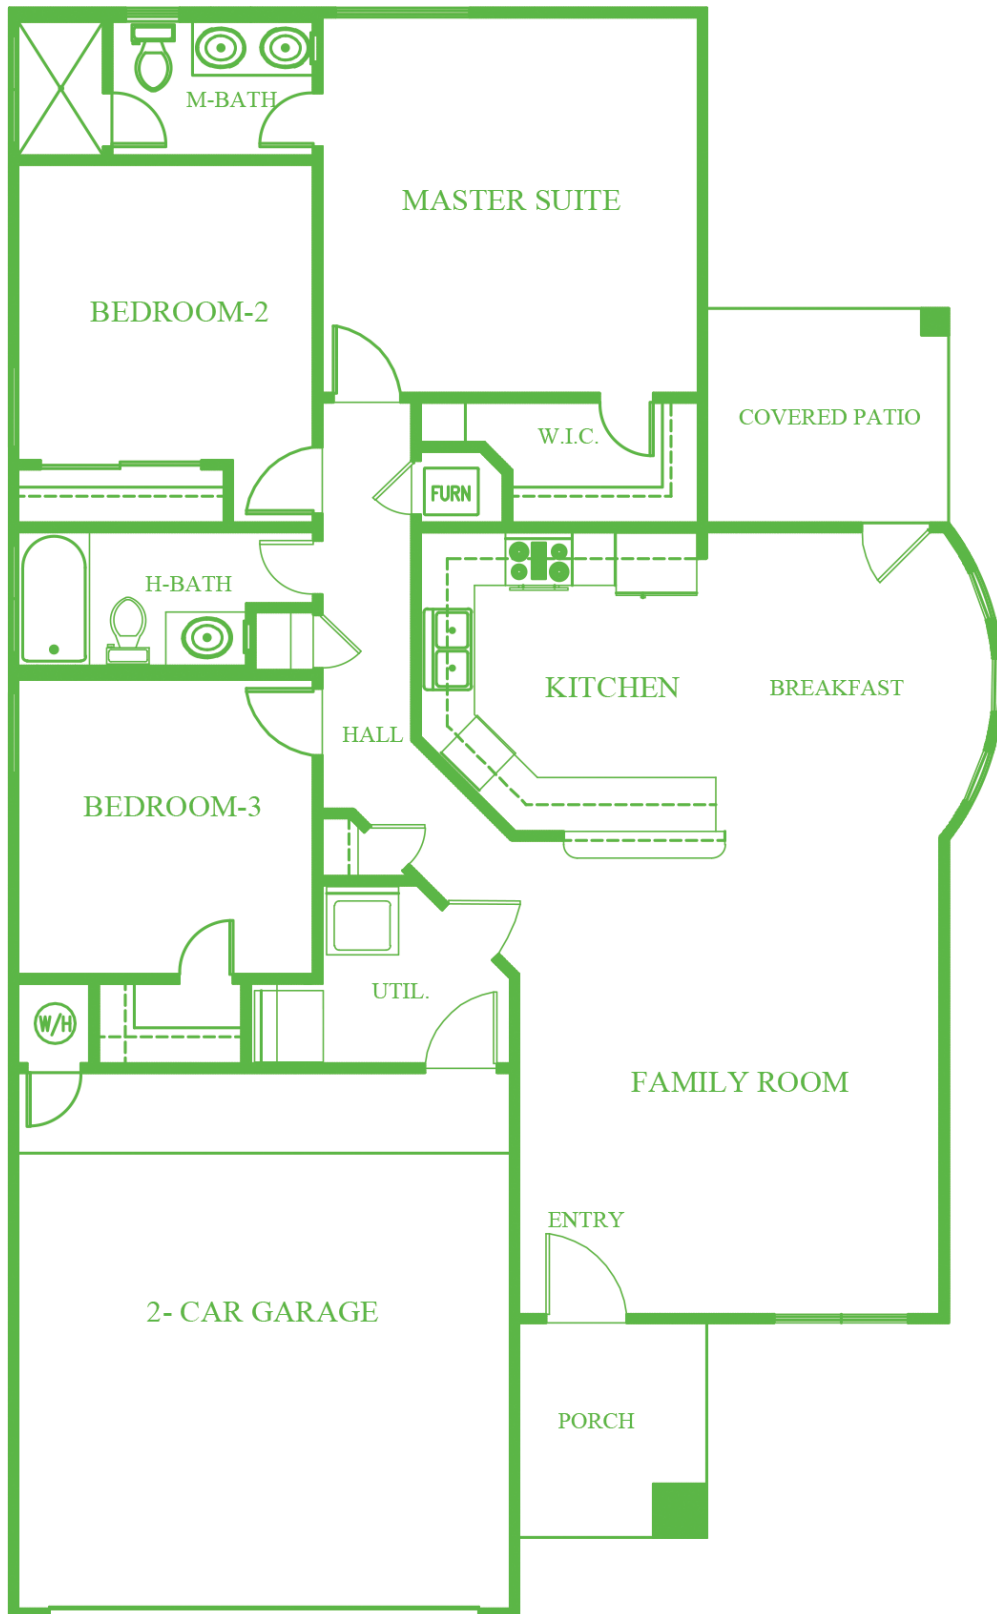 M-BATH
MASTER SUITE
BEDROOM-2
COVERED PATIO
W.I.C.
FURN
H-BATH
KITCHEN
BREAKFAST
HALL
BEDROOM-3
UTIL.
W/H
FAMILY ROOM
ENTRY
2- CAR GARAGE
PORCH